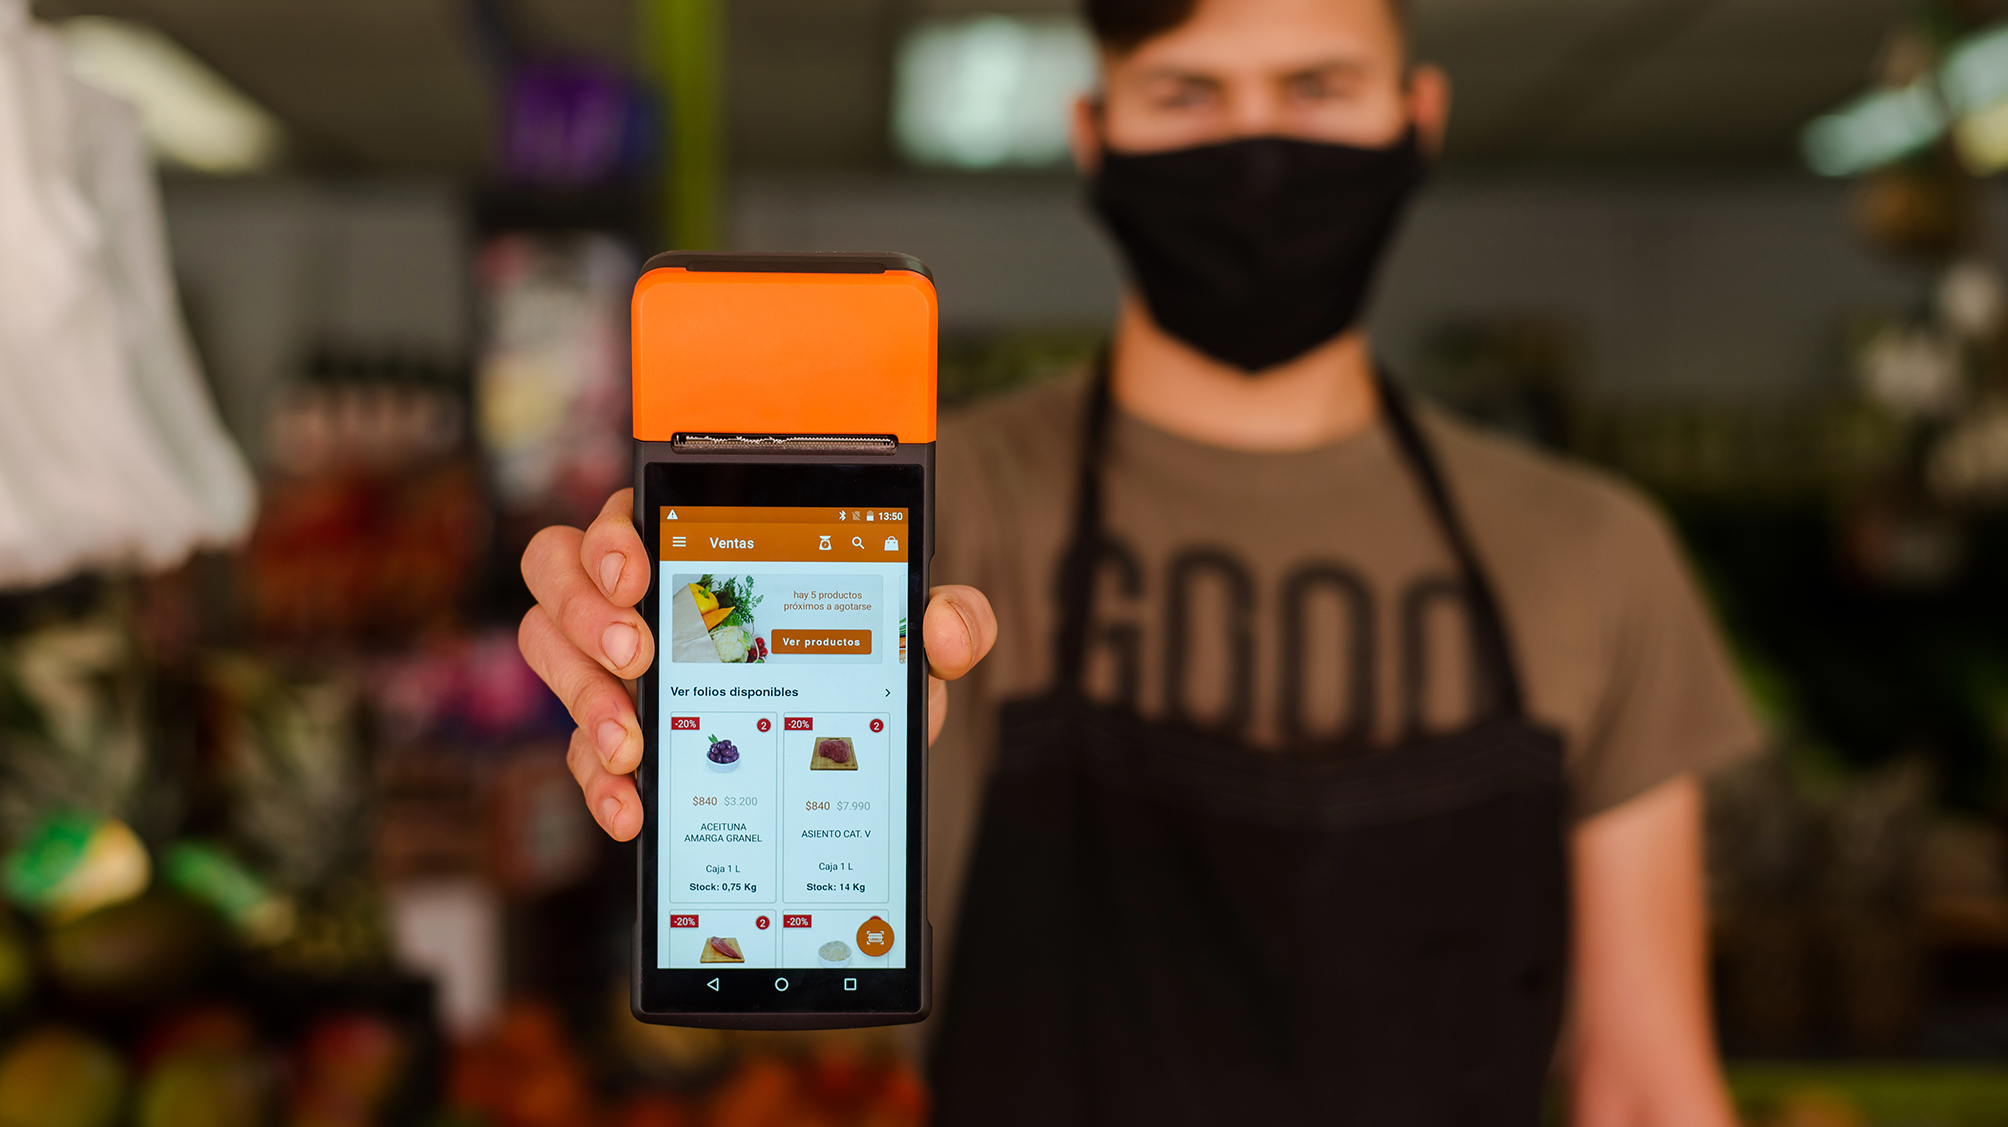 13:50
Ventas
hay 5 productos
próximos a agotarse
Ver productos
Ver folios disponibles
-20% 2
-20% 2
$840 $3.200
$840 $7.990
ACEITUNA
AMARGA GRANEL
ASIENTO CAT. V
Caja 1 L
Caja 1 L
Stock: 0,75 Kg
Stock: 14 Kg
-20% 2
-20%
GOOD